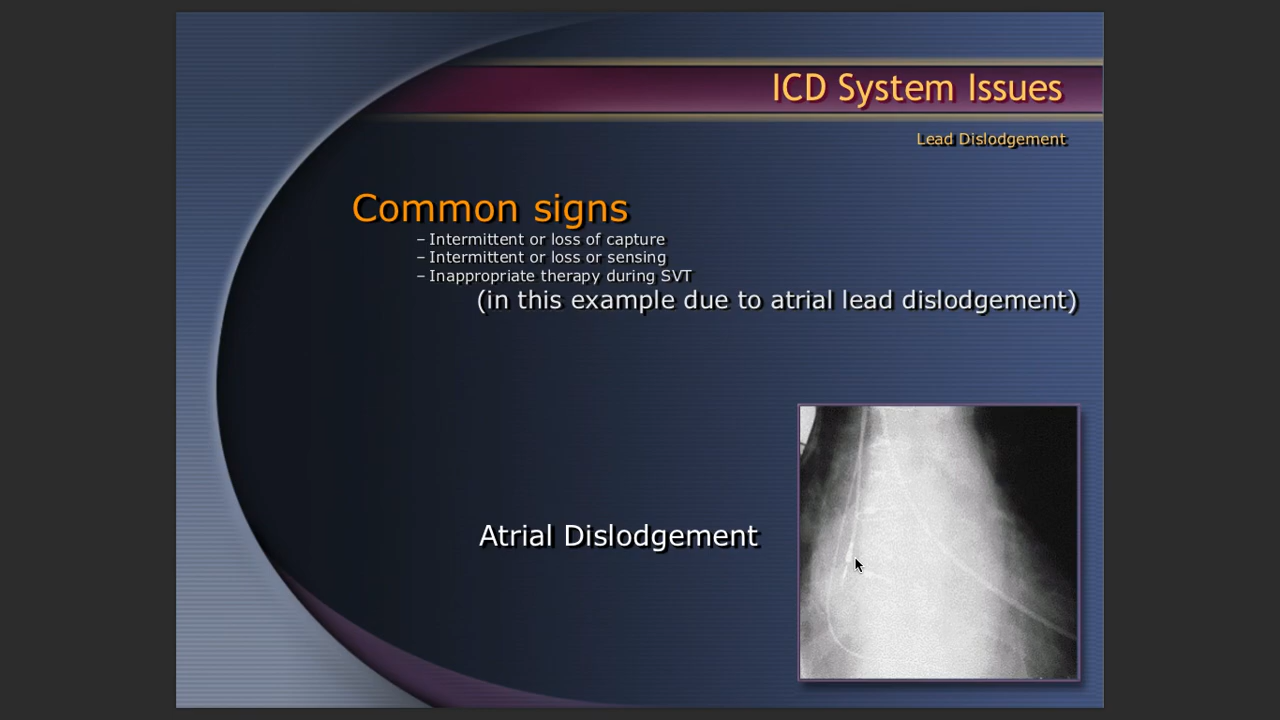 ICD System Issues
Lead Dislodgement
Common signs
– Intermittent or loss of capture
– Intermittent or loss or sensing
– Inappropriate therapy during SVT
(in this example due to atrial lead dislodgement)
Atrial Dislodgement